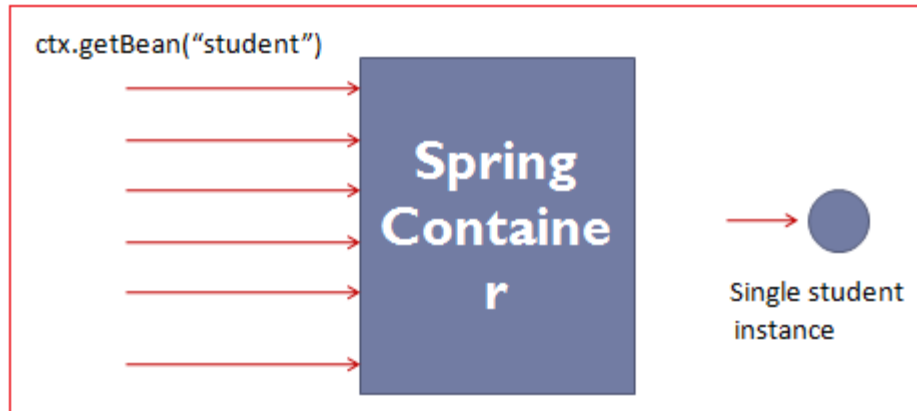 ctx.getBean(“student”)
Spring
Containe
r
Single student
instance